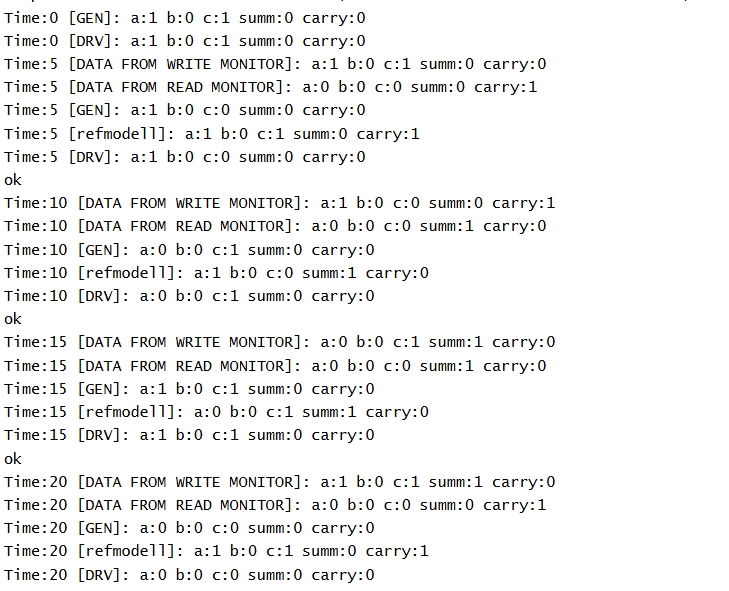 Time:0 [GEN]: a:1 b:0 c:1 summ:0 carry:0
Time:0 [DRV]: a:1 b:0 c:1 summ:0 carry:0
Time:5 [DATA FROM WRITE MONITOR]: a:1 b:0 c:1 summ:0 carry:0
Time:5 [DATA FROM READ MONITOR]: a:0 b:0 c:0 summ:0 carry:1
Time:5 [GEN]: a:1 b:0 c:0 summ:0 carry:0
Time:5 [refmodell]: a:1 b:0 c:1 summ:0 carry:1
Time:5 [DRV]: a:1 b:0 c:0 summ:0 carry:0
ok
Time:10 [DATA FROM WRITE MONITOR]: a:1 b:0 c:0 summ:0 carry:1
Time:10 [DATA FROM READ MONITOR]: a:0 b:0 c:0 summ:1 carry:0
Time:10 [GEN]: a:0 b:0 c:1 summ:0 carry:0
Time:10 [refmodell]: a:1 b:0 c:0 summ:1 carry:0
Time:10 [DRV]: a:0 b:0 c:1 summ:0 carry:0
ok
Time:15 [DATA FROM WRITE MONITOR]: a:0 b:0 c:1 summ:1 carry:0
Time:15 [DATA FROM READ MONITOR]: a:0 b:0 c:0 summ:1 carry:0
Time:15 [GEN]: a:1 b:0 c:1 summ:0 carry:0
Time:15 [refmodell]: a:0 b:0 c:1 summ:1 carry:0
Time:15 [DRV]: a:1 b:0 c:1 summ:0 carry:0
ok
Time:20 [DATA FROM WRITE MONITOR]: a:1 b:0 c:1 summ:1 carry:0
Time:20 [DATA FROM READ MONITOR]: a:0 b:0 c:0 summ:0 carry:1
Time:20 [GEN]: a:0 b:0 c:0 summ:0 carry:0
Time:20 [refmodell]: a:1 b:0 c:1 summ:0 carry:1
Time:20 [DRV]: a:0 b:0 c:0 summ:0 carry:0